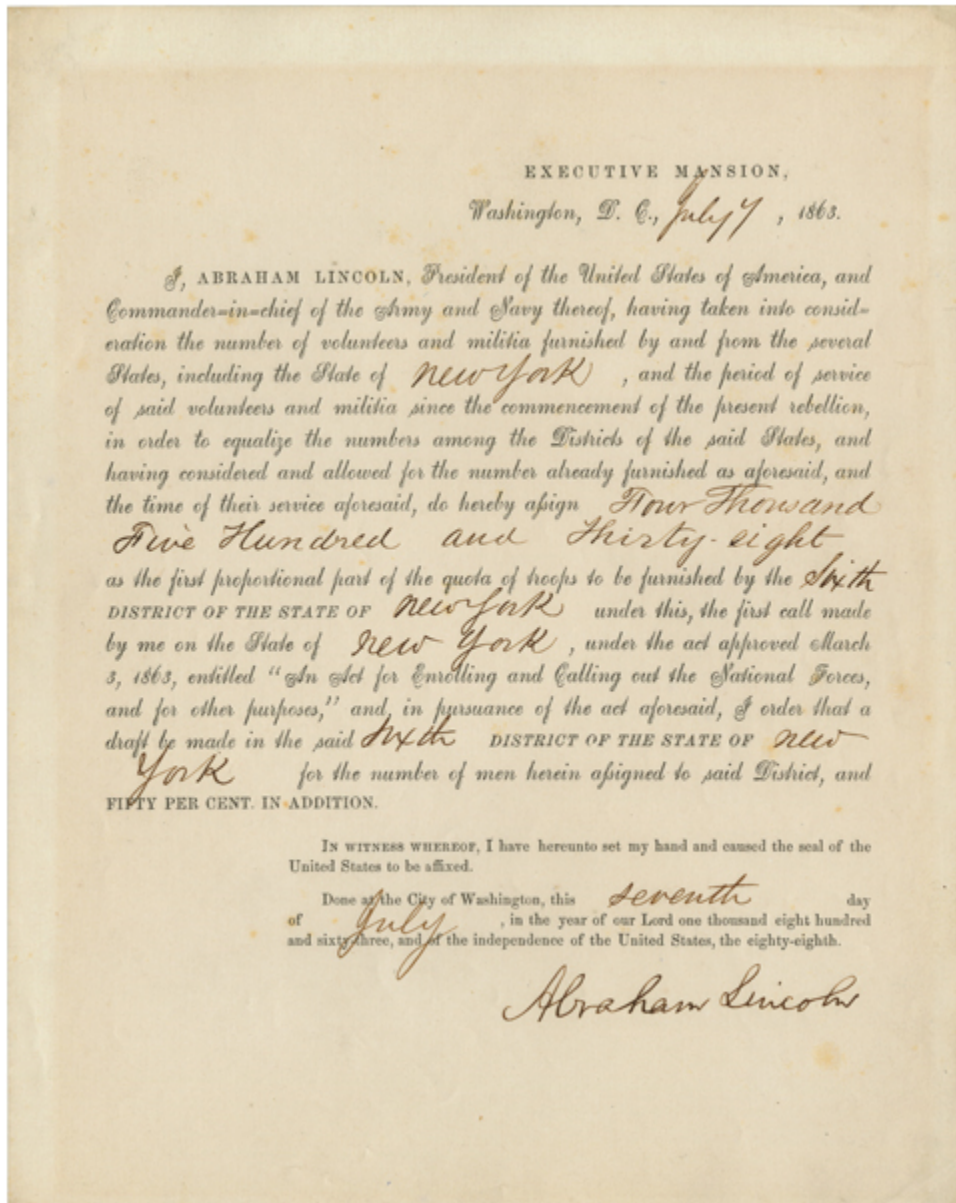 EXECUTIVE MANSION,
Washington, D. C., July 7, 1863.
I, ABRAHAM LINCOLN, President of the United States of America, and
Commander-in-chief of the Army and Navy thereof, having taken into consid-
eration the number of volunteers and militia furnished by and from the several
States, including the State of New York, and the period of service
of said volunteers and militia since the commencement of the present rebellion,
in order to equalize the numbers among the Districts of the said States, and
having considered and allowed for the number already furnished as aforesaid, and
the time of their service aforesaid, do hereby aſsign Four Thousand
Five Hundred and Thirty-eight
as the first proportional part of the quota of troops to be furnished by the Sixth
DISTRICT OF THE STATE OF New York under this, the first call made
by me on the State of New York, under the act approved March
3, 1863, entitled "An Act for Enrolling and Calling out the National Forces,
and for other purposes," and, in pursuance of the act aforesaid, I order that a
draft be made in the said Sixth DISTRICT OF THE STATE OF New
York for the number of men herein aſsigned to said District, and
FIFTY PER CENT. IN ADDITION.
IN WITNESS WHEREOF, I have hereunto set my hand and caused the seal of the
United States to be affixed.
Done at the City of Washington, this seventh day
of July, in the year of our Lord one thousand eight hundred
and sixty-three, and of the independence of the United States, the eighty-eighth.
Abraham Lincoln